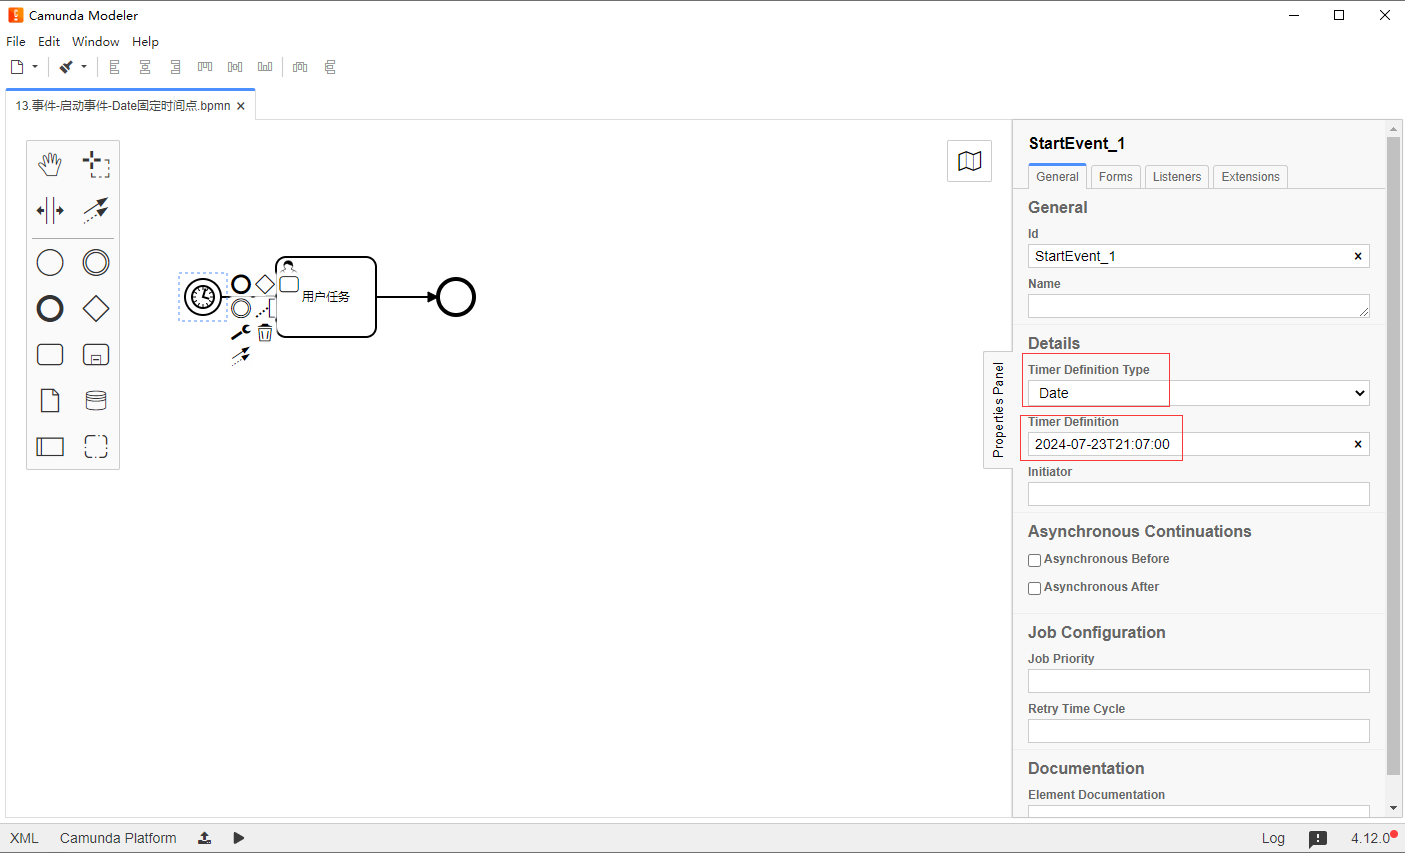 Camunda Modeler
File Edit Window Help
13.事件-启动事件-Date固定时间点.bpmn
用户任务
Properties Panel
StartEvent_1
General Forms Listeners Extensions
General
Id
StartEvent_1
Name
Details
Timer Definition Type
Date
Timer Definition
2024-07-23T21:07:00
Initiator
Asynchronous Continuations
Asynchronous Before
Asynchronous After
Job Configuration
Job Priority
Retry Time Cycle
Documentation
Element Documentation
XML Camunda Platform Log 4.12.0